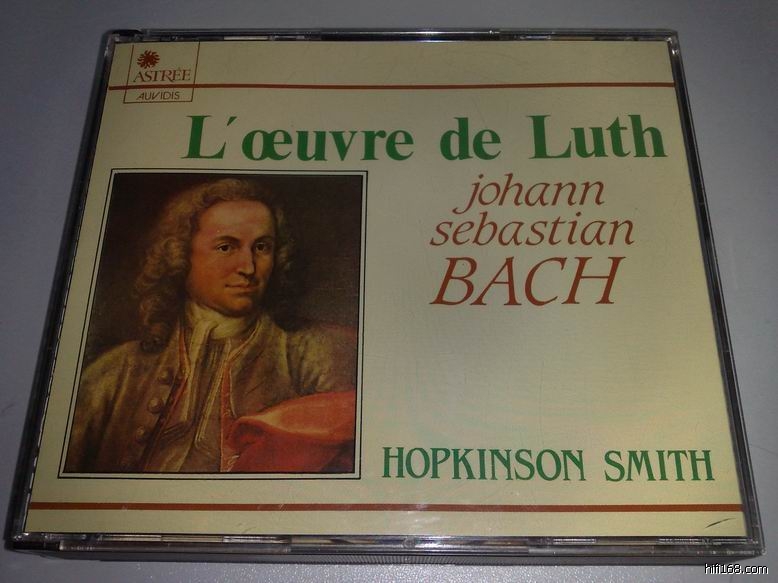 ASTRÉE
AUVIDIS
L'œuvre de Luth
johann
sebastian
BACH
HOPKINSON SMITH
hifi168.com